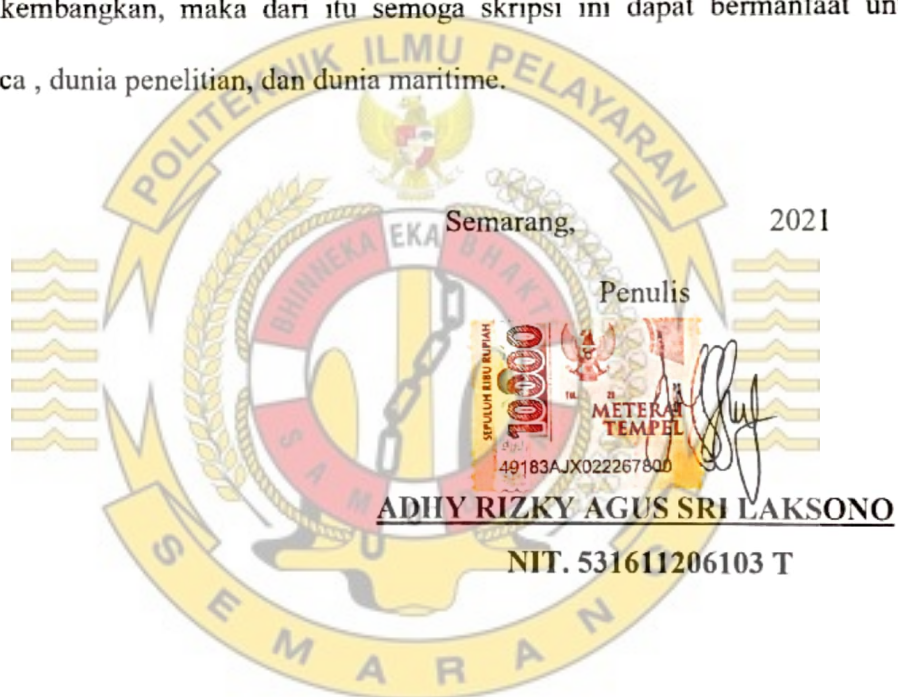 kembangkan, maka dari itu semoga skripsi ini dapat bermanfaat un
ca , dunia penelitian, dan dunia maritime.
POLITEKNIK ILMU PELAYARAN
BHINNEKA EKA BHAKTI
Semarang, 2021
Penulis
SEPULUH RIBU RUPIAH
10000
METERAI
TEMPEL
49183AJX022267800
SAMU
ADHY RIZKY AGUS SRI LAKSONO
NIT. 531611206103 T
SEMARANG